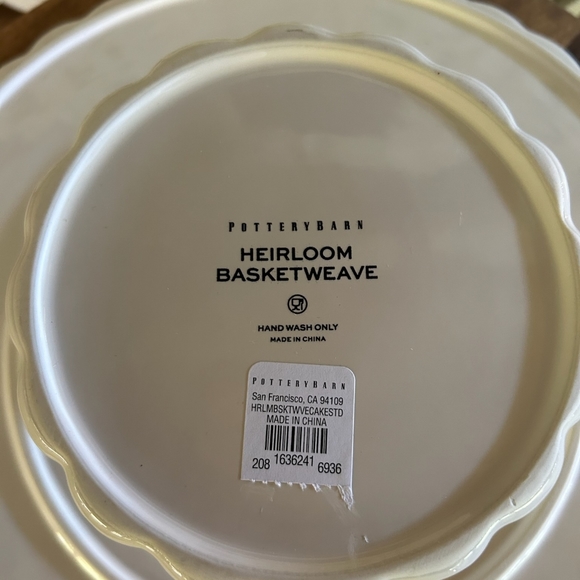 POTTERYBARN
HEIRLOOM
BASKETWEAVE
HAND WASH ONLY
MADE IN CHINA
POTTERYBARN
San Francisco, CA 94109
HRLMBSKTWVECAKESTD
MADE IN CHINA
208 1636241 6936